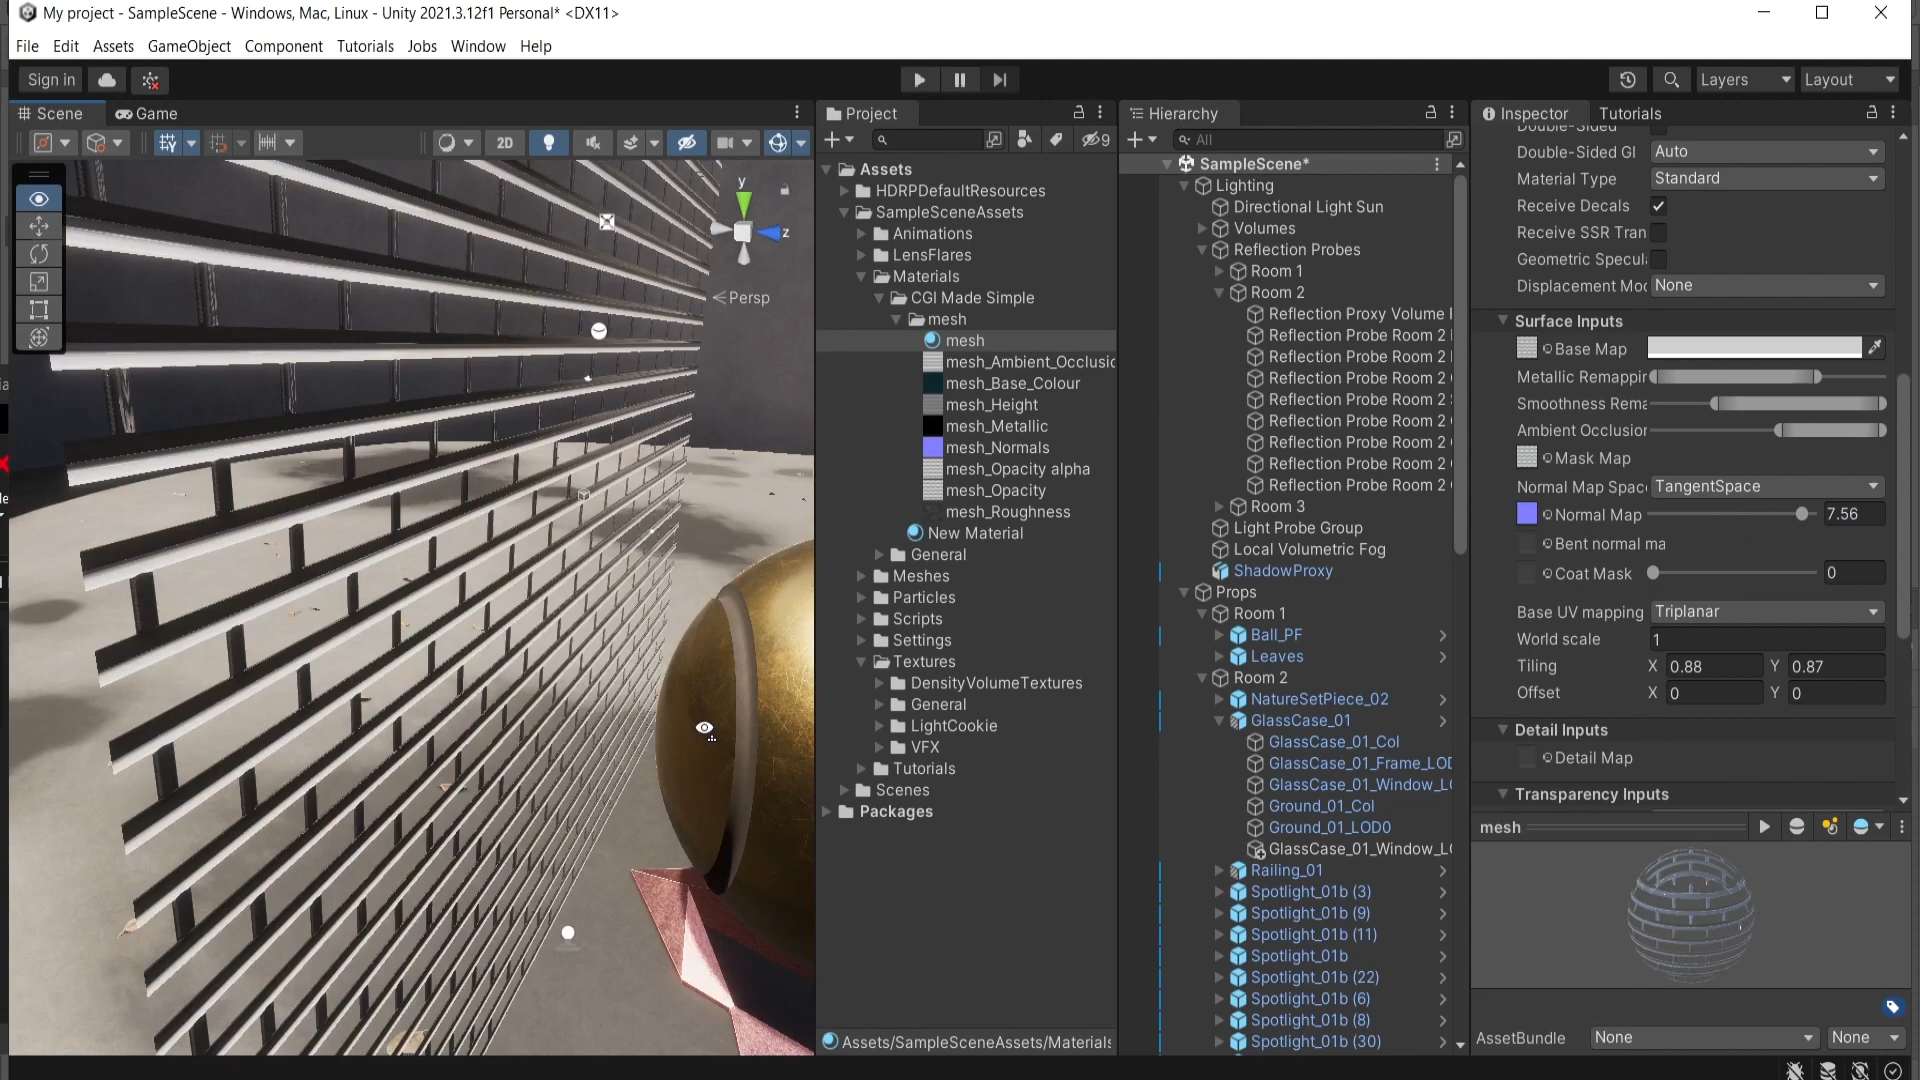 My project - SampleScene - Windows, Mac, Linux - Unity 2021.3.12f1 Personal* <DX11>
File Edit Assets GameObject Component Tutorials Jobs Window Help
Sign in
Layers
Layout
Scene
Game
2D
y
z
Persp
Project
9
Assets
HDRPDefaultResources
SampleSceneAssets
Animations
LensFlares
Materials
CGI Made Simple
mesh
mesh
mesh_Ambient_Occlusic
mesh_Base_Colour
mesh_Height
mesh_Metallic
mesh_Normals
mesh_Opacity alpha
mesh_Opacity
mesh_Roughness
New Material
General
Meshes
Particles
Scripts
Settings
Textures
DensityVolumeTextures
General
LightCookie
VFX
Tutorials
Scenes
Packages
Assets/SampleSceneAssets/Materials
Hierarchy
All
SampleScene*
Lighting
Directional Light Sun
Volumes
Reflection Probes
Room 1
Room 2
Reflection Proxy Volume
Reflection Probe Room 2
Reflection Probe Room 2
Reflection Probe Room 2
Reflection Probe Room 2
Reflection Probe Room 2
Reflection Probe Room 2
Reflection Probe Room 2
Reflection Probe Room 2
Room 3
Light Probe Group
Local Volumetric Fog
ShadowProxy
Props
Room 1
Ball_PF
Leaves
Room 2
NatureSetPiece_02
GlassCase_01
GlassCase_01_Col
GlassCase_01_Frame_LOD
GlassCase_01_Window_L
Ground_01_Col
Ground_01_LOD0
GlassCase_01_Window_L
Railing_01
Spotlight_01b (3)
Spotlight_01b (9)
Spotlight_01b (11)
Spotlight_01b
Spotlight_01b (22)
Spotlight_01b (6)
Spotlight_01b (8)
Spotlight_01b (30)
Inspector
Tutorials
Double-Sided
Double-Sided GI Auto
Material Type Standard
Receive Decals
Receive SSR Tran
Geometric Specul
Displacement Moc None
Surface Inputs
Base Map
Metallic Remappir
Smoothness Rema
Ambient Occlusior
Mask Map
Normal Map Spac TangentSpace
Normal Map 7.56
Bent normal ma
Coat Mask 0
Base UV mapping Triplanar
World scale 1
Tiling X 0.88 Y 0.87
Offset X 0 Y 0
Detail Inputs
Detail Map
Transparency Inputs
mesh
AssetBundle None None